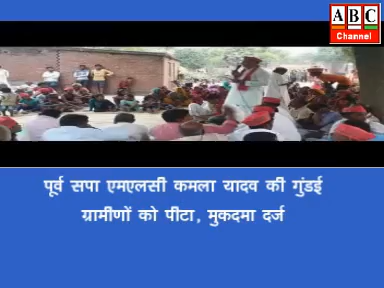 ABC
Channel
पूर्व सपा एमएलसी कमला यादव की गुंडई
ग्रामीणों को पीटा, मुकदमा दर्ज